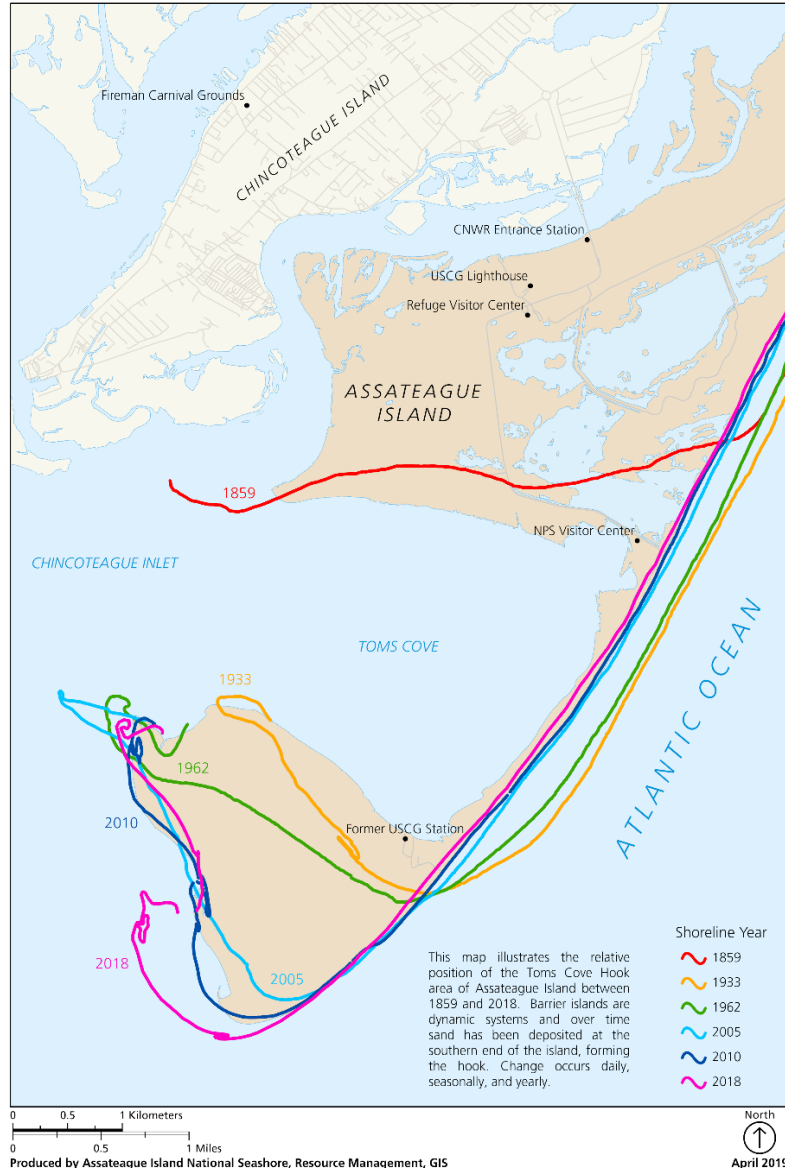 Fireman Carnival Grounds
CHINCOTEAGUE ISLAND
CNWR Entrance Station
USCG Lighthouse
Refuge Visitor Center
ASSATEAGUE
ISLAND
1859
NPS Visitor Center
CHINCOTEAGUE INLET
TOMS COVE
ATLANTIC OCEAN
1933
1962
2010
Former USCG Station
2018
2005
This map illustrates the relative
position of the Toms Cove Hook
area of Assateague Island between
1859 and 2018. Barrier islands are
dynamic systems and over time
sand has been deposited at the
southern end of the island, forming
the hook. Change occurs daily,
seasonally, and yearly.
Shoreline Year
1859
1933
1962
2005
2010
2018
0 0.5 1 Kilometers
0 0.5 1 Miles
North
Produced by Assateague Island National Seashore, Resource Management, GIS
April 2019